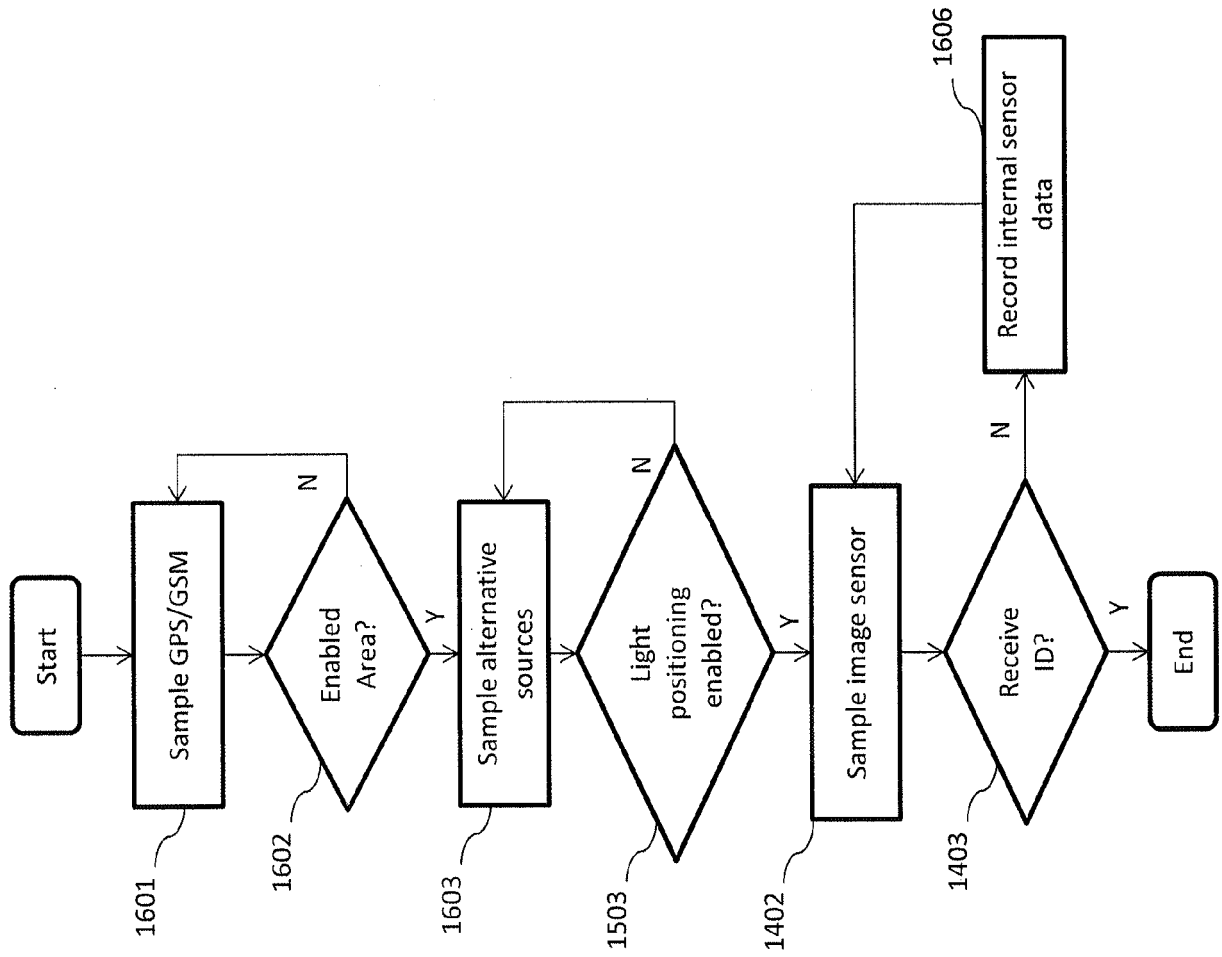 Start
Sample GPS/GSM
1601
Enabled
Area?
1602
N
Y
Sample alternative
sources
1603
Light
positioning
enabled?
1503
N
Y
Sample image sensor
1402
Receive
ID?
1403
N
Record internal sensor
data
1606
Y
End